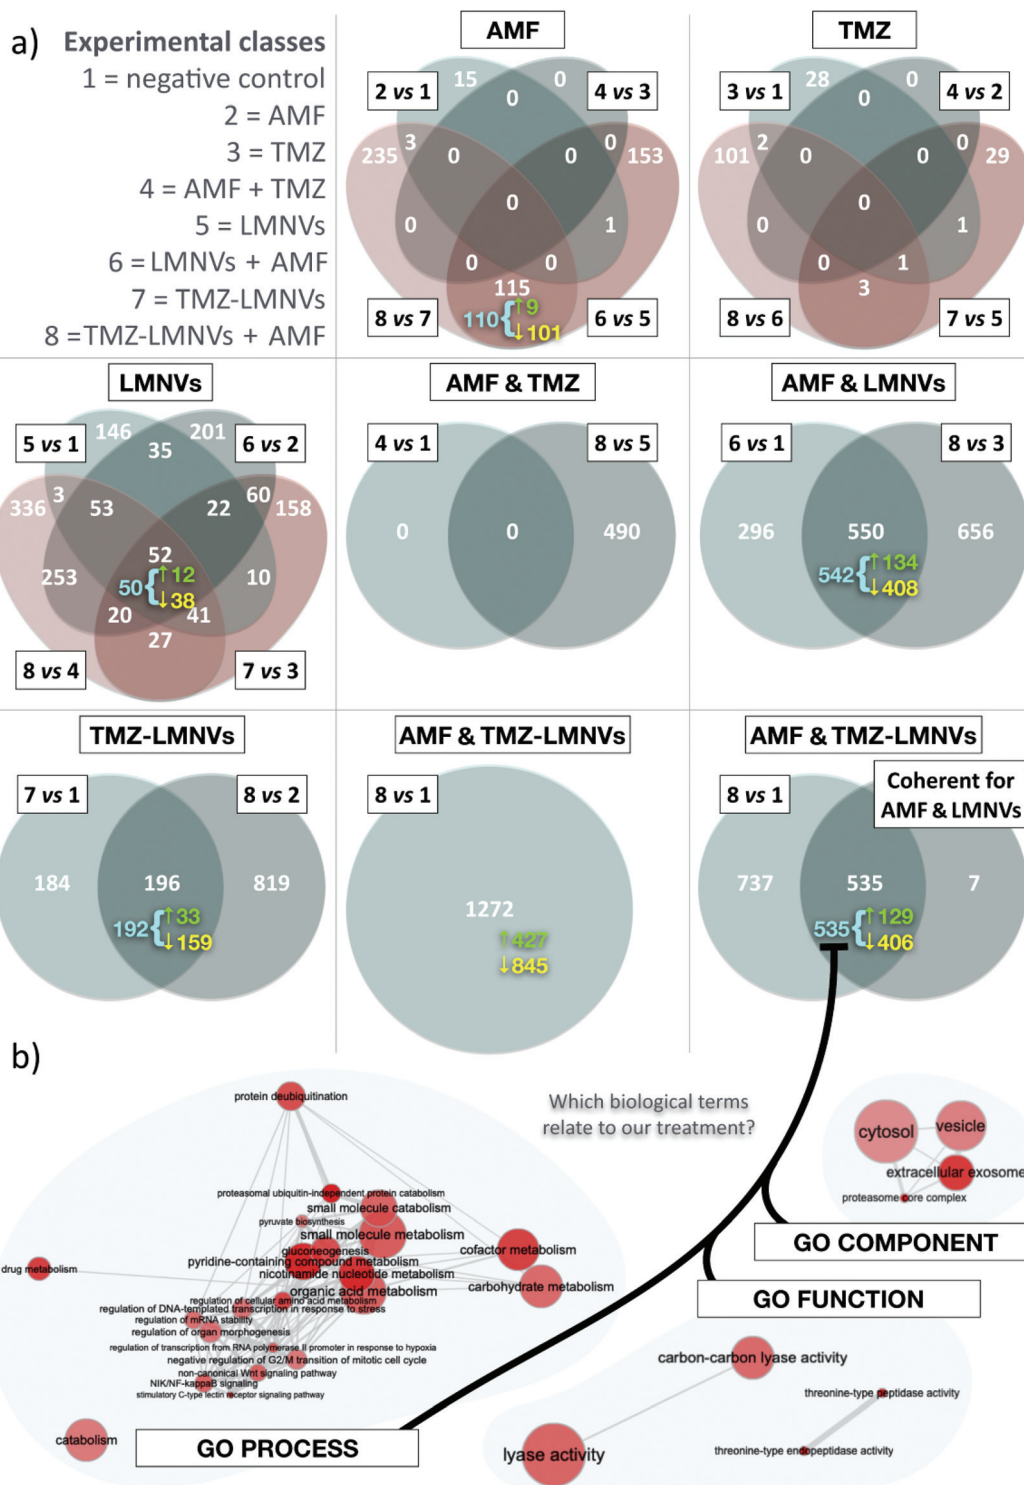 a) Experimental classes
1 = negative control
2 = AMF
3 = TMZ
4 = AMF + TMZ
5 = LMNVs
6 =LMNVs + AMF
7 = TMZ-LMNVs
8 =TMZ-LMNVs + AMF
AMF
2 vs 1
15
0
0
4 vs 3
235
3
0
0
0
153
0
0
1
0
0
115
110 { ↑9
↓101
8 vs 7
6 vs 5
TMZ
3 vs 1
28
0
0
4 vs 2
101
2
0
0
0
29
0
0
1
0
1
3
8 vs 6
7 vs 5
LMNVs
5 vs 1
146
35
201
6 vs 2
336
3
53
22
60
158
52
253
50 { ↑12
↓38
10
20
41
27
8 vs 4
7 vs 3
AMF & TMZ
4 vs 1
8 vs 5
0
0
490
AMF & LMNVs
6 vs 1
8 vs 3
296
550
656
542 { ↑134
↓408
TMZ-LMNVs
7 vs 1
8 vs 2
184
196
819
192 { ↑33
↓159
AMF & TMZ-LMNVs
8 vs 1
1272
↑427
↓845
AMF & TMZ-LMNVs
8 vs 1
Coherent for
AMF & LMNVs
737
535
7
535 { ↑129
↓406
b)
Which biological terms
relate to our treatment?
protein deubiquitination
proteasomal ubiquitin-independent protein catabolism
small molecule catabolism
pyruvate biosynthesis
small molecule metabolism
gluconeogenesis
pyridine-containing compound metabolism
nicotinamide nucleotide metabolism
organic acid metabolism
cofactor metabolism
carbohydrate metabolism
drug metabolism
regulation of cellular amino acid metabolism
regulation of DNA-templated transcription in response to stress
regulation of mRNA stability
regulation of organ morphogenesis
regulation of transcription from RNA polymerase II promoter in response to hypoxia
negative regulation of G2/M transition of mitotic cell cycle
non-canonical Wnt signaling pathway
NIK/NF-kappaB signaling
stimulatory C-type lectin receptor signaling pathway
catabolism
GO PROCESS
cytosol
vesicle
extracellular exosome
proteasome core complex
GO COMPONENT
GO FUNCTION
carbon-carbon lyase activity
threonine-type peptidase activity
threonine-type endopeptidase activity
lyase activity